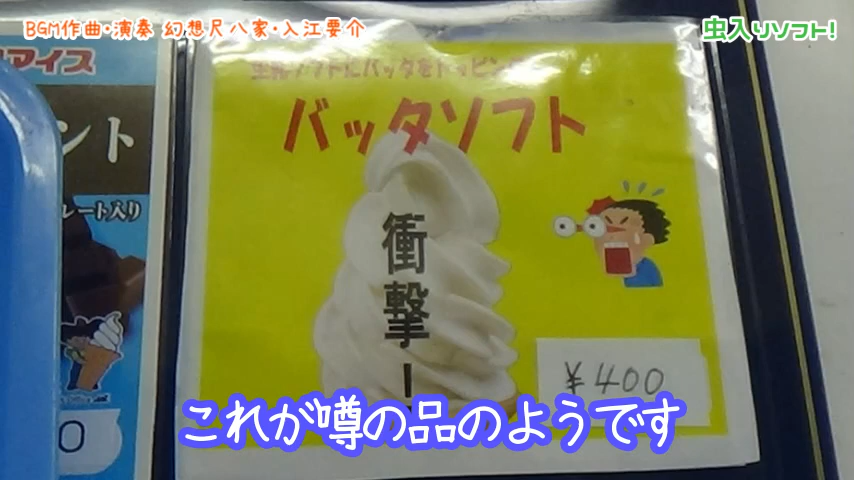 BGM作曲・演奏 幻想尺八家・入江要介
虫入りソフト!
アイス
ント
レート入り
バッタソフト
衝撃!
¥400
0
これが噂の品のようです